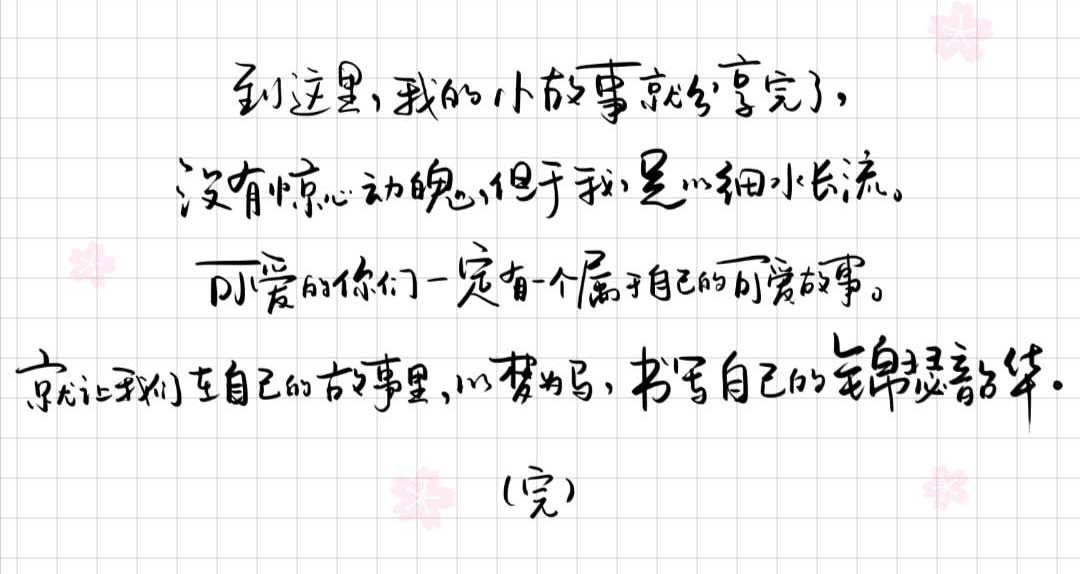 到这里,我的小故事就分享完了,
没有惊心动魄,但于我,足以细水长流。
可爱的你们一定有一个属于自己的可爱故事。
就让我们在自己的故事里,以梦为马,书写自己的锦瑟韶华。
(完)